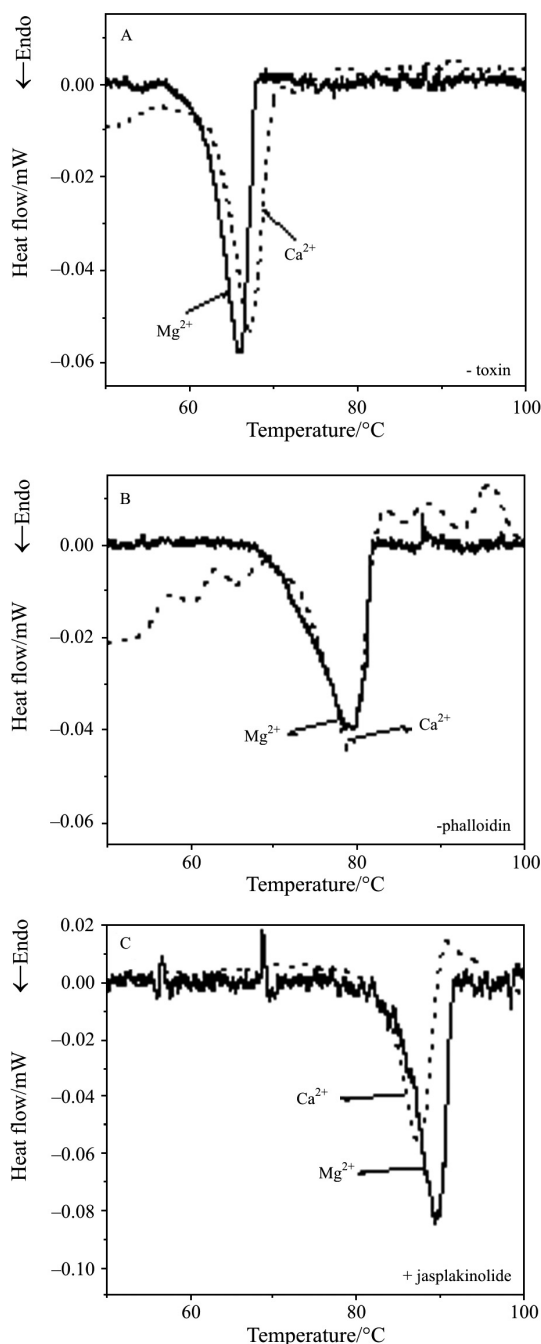 A
←Endo
Heat flow/mW
0.00
–0.02
–0.04
–0.06
Ca2+
Mg2+
- toxin
60
80
100
Temperature/°C
B
←Endo
Heat flow/mW
0.00
–0.02
–0.04
–0.06
Mg2+
Ca2+
-phalloidin
60
80
100
Temperature/°C
C
←Endo
Heat flow/mW
0.02
0.00
–0.02
–0.04
–0.06
–0.08
–0.10
Ca2+
Mg2+
+ jasplakinolide
60
80
100
Temperature/°C